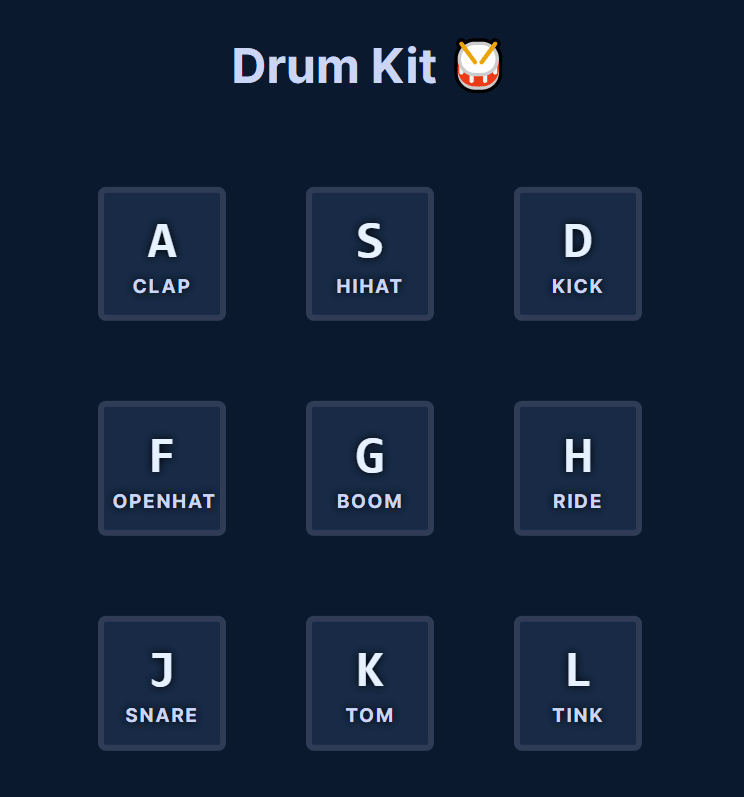 Drum Kit 🥁
A S D
CLAP HIHAT KICK
F G H
OPENHAT BOOM RIDE
J K L
SNARE TOM TINK